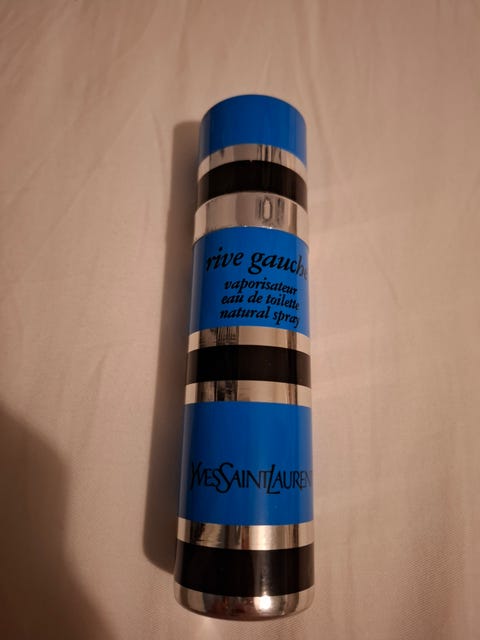 rive gauche
vaporisateur
eau de toilette
natural spray
YVESSAINTLAURENT